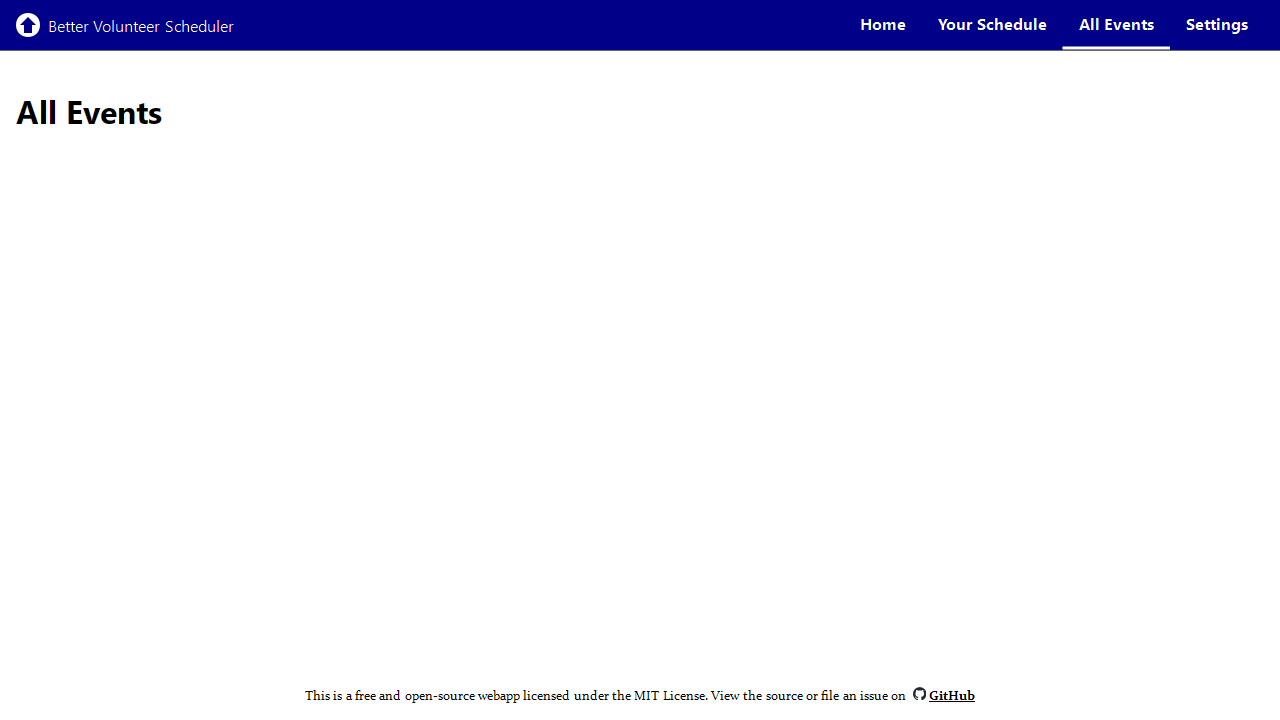 Better Volunteer Scheduler
Home
Your Schedule
All Events
Settings
All Events
This is a free and open-source webapp licensed under the MIT License. View the source or file an issue on GitHub